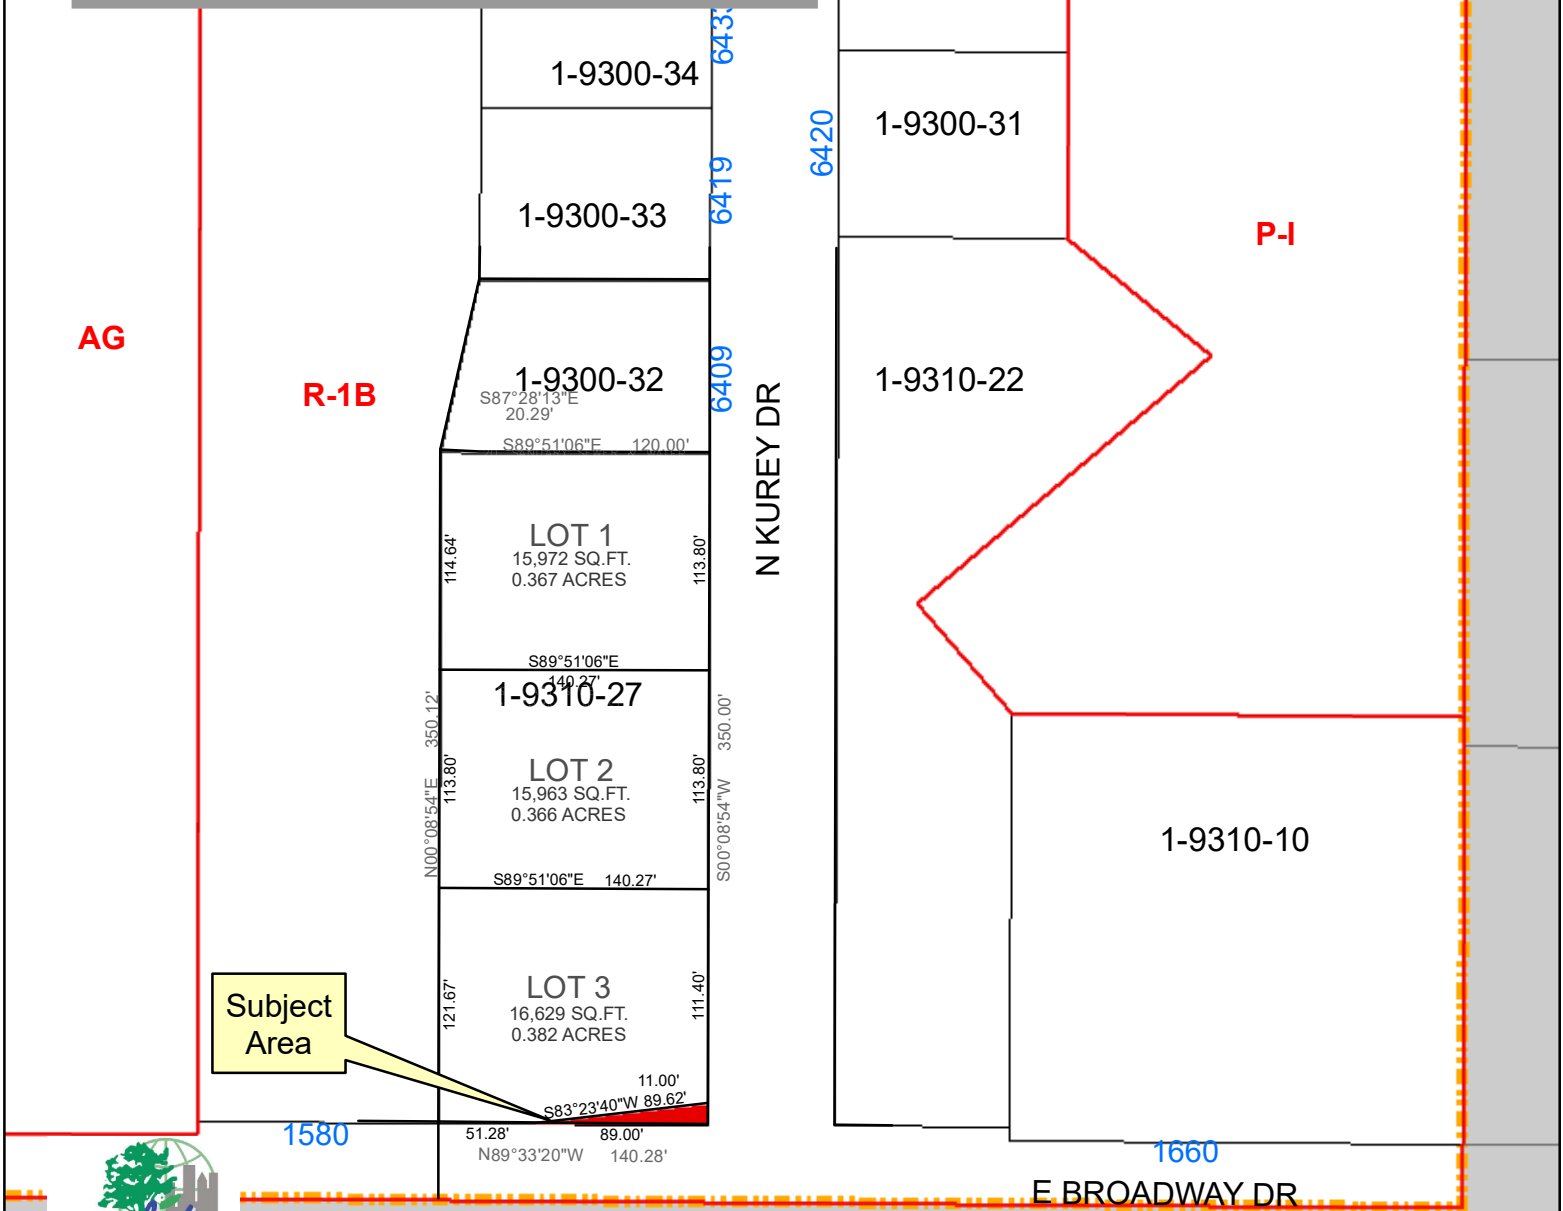 1-9300-34
1-9300-31
6420
6419
1-9300-33
P-I
AG
R-1B
1-9300-32
S87°28'13"E
20.29'
6409
1-9310-22
S89°51'06"E 120.00'
N KUREY DR
LOT 1
15,972 SQ.FT.
0.367 ACRES
114.64'
113.80'
S89°51'06"E
140.27'
1-9310-27
N00°08'54"E 350.12'
S00°08'54"W 350.00'
LOT 2
15,963 SQ.FT.
0.366 ACRES
113.80'
113.80'
1-9310-10
S89°51'06"E 140.27'
LOT 3
16,629 SQ.FT.
0.382 ACRES
121.67'
111.40'
Subject
Area
11.00'
S83°23'40"W 89.62'
51.28'
89.00'
N89°33'20"W 140.28'
1580
1660
E BROADWAY DR